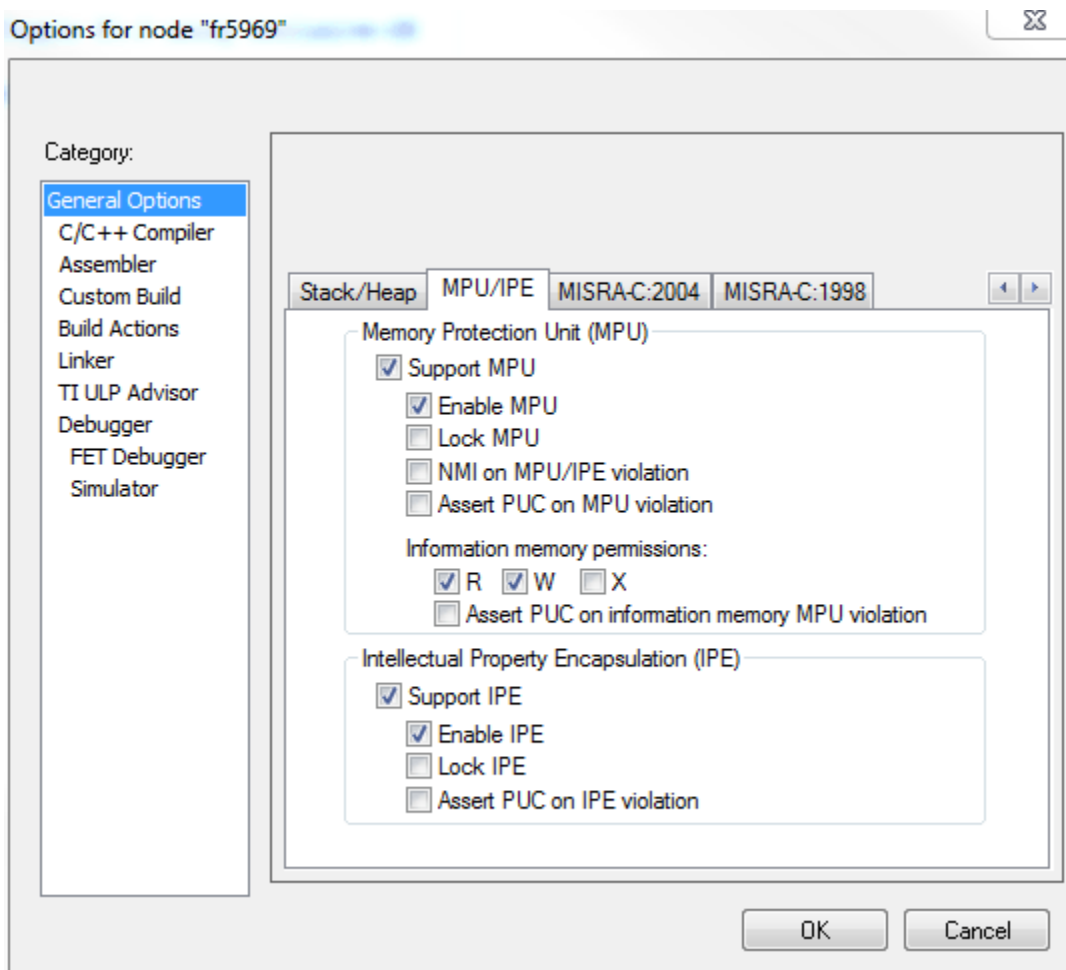 Options for node "fr5969"
Category:
General Options
C/C++ Compiler
Assembler
Custom Build
Build Actions
Linker
TI ULP Advisor
Debugger
FET Debugger
Simulator
Stack/Heap MPU/IPE MISRA-C:2004 MISRA-C:1998
Memory Protection Unit (MPU)
Support MPU
Enable MPU
Lock MPU
NMI on MPU/IPE violation
Assert PUC on MPU violation
Information memory permissions:
R W X
Assert PUC on information memory MPU violation
Intellectual Property Encapsulation (IPE)
Support IPE
Enable IPE
Lock IPE
Assert PUC on IPE violation
OK Cancel